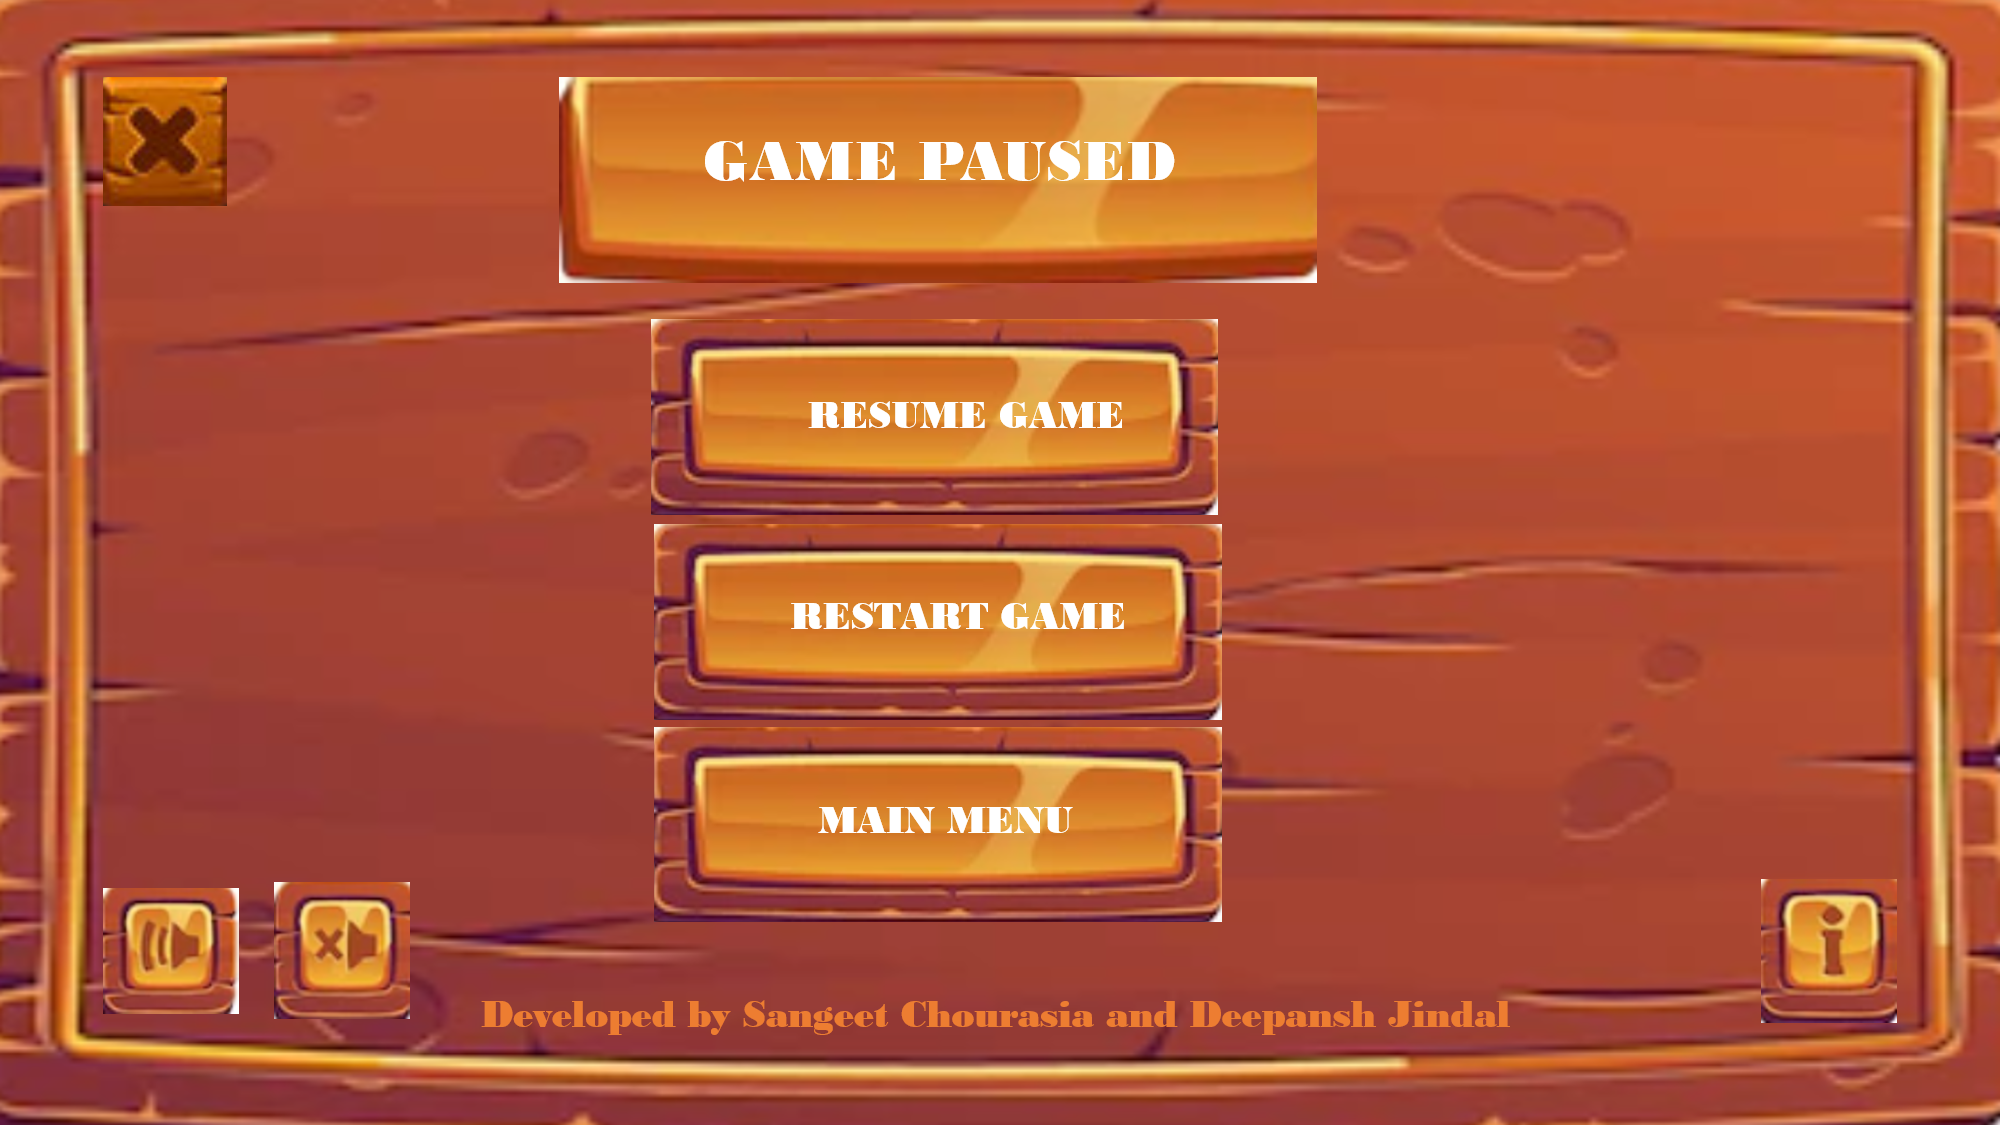 GAME PAUSED
RESUME GAME
RESTART GAME
MAIN MENU
Developed by Sangeet Chourasia and Deepansh Jindal